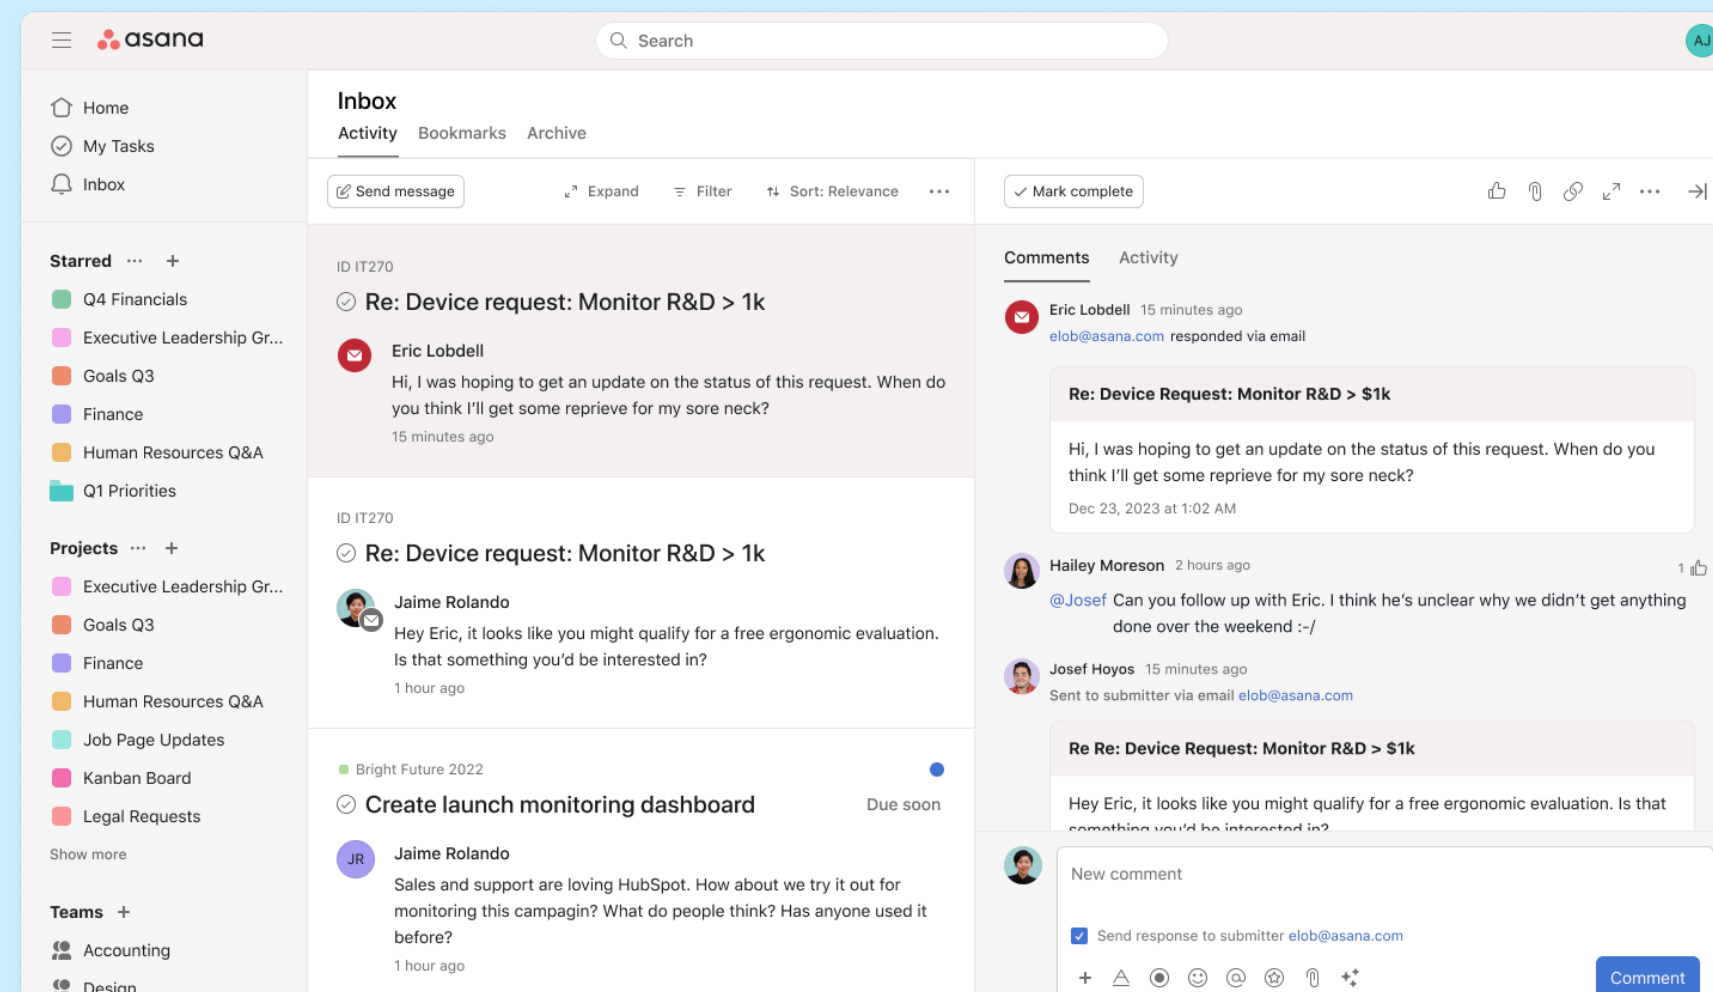 asana
Search
AJ
Home
My Tasks
Inbox
Starred
Q4 Financials
Executive Leadership Gr...
Goals Q3
Finance
Human Resources Q&A
Q1 Priorities
Projects
Executive Leadership Gr...
Goals Q3
Finance
Human Resources Q&A
Job Page Updates
Kanban Board
Legal Requests
Show more
Teams
Accounting
Design
Inbox
Activity Bookmarks Archive
Send message Expand Filter Sort: Relevance
ID IT270
Re: Device request: Monitor R&D > 1k
Eric Lobdell
Hi, I was hoping to get an update on the status of this request. When do
you think I'll get some reprieve for my sore neck?
15 minutes ago
ID IT270
Re: Device request: Monitor R&D > 1k
Jaime Rolando
Hey Eric, it looks like you might qualify for a free ergonomic evaluation.
Is that something you'd be interested in?
1 hour ago
Bright Future 2022
Create launch monitoring dashboard Due soon
JR
Jaime Rolando
Sales and support are loving HubSpot. How about we try it out for
monitoring this campagin? What do people think? Has anyone used it
before?
1 hour ago
Mark complete
Comments Activity
Eric Lobdell 15 minutes ago
elob@asana.com responded via email
Re: Device Request: Monitor R&D > $1k
Hi, I was hoping to get an update on the status of this request. When do you
think I'll get some reprieve for my sore neck?
Dec 23, 2023 at 1:02 AM
Hailey Moreson 2 hours ago 1
@Josef Can you follow up with Eric. I think he's unclear why we didn't get anything
done over the weekend :-/
Josef Hoyos 15 minutes ago
Sent to submitter via email elob@asana.com
Re Re: Device Request: Monitor R&D > $1k
Hey Eric, it looks like you might qualify for a free ergonomic evaluation. Is that
something you'd be interested in?
New comment
Send response to submitter elob@asana.com
Comment